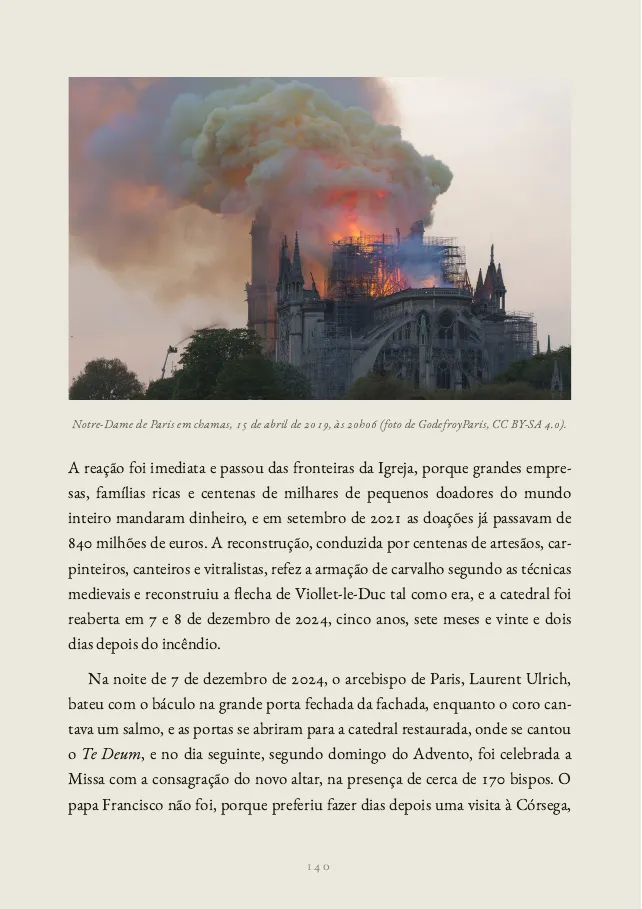 Notre-Dame de Paris em chamas, 15 de abril de 2019, às 20h06 (foto de GodefroyParis, CC BY-SA 4.0).
A reação foi imediata e passou das fronteiras da Igreja, porque grandes empre-
sas, famílias ricas e centenas de milhares de pequenos doadores do mundo
inteiro mandaram dinheiro, e em setembro de 2021 as doações já passavam de
840 milhões de euros. A reconstrução, conduzida por centenas de artesãos, car-
pinteiros, canteiros e vitralistas, refez a armação de carvalho segundo as técnicas
medievais e reconstruiu a flecha de Viollet-le-Duc tal como era, e a catedral foi
reaberta em 7 e 8 de dezembro de 2024, cinco anos, sete meses e vinte e dois
dias depois do incêndio.
Na noite de 7 de dezembro de 2024, o arcebispo de Paris, Laurent Ulrich,
bateu com o báculo na grande porta fechada da fachada, enquanto o coro can-
tava um salmo, e as portas se abriram para a catedral restaurada, onde se cantou
o Te Deum, e no dia seguinte, segundo domingo do Advento, foi celebrada a
Missa com a consagração do novo altar, na presença de cerca de 170 bispos. O
papa Francisco não foi, porque preferiu fazer dias depois uma visita à Córsega,
140